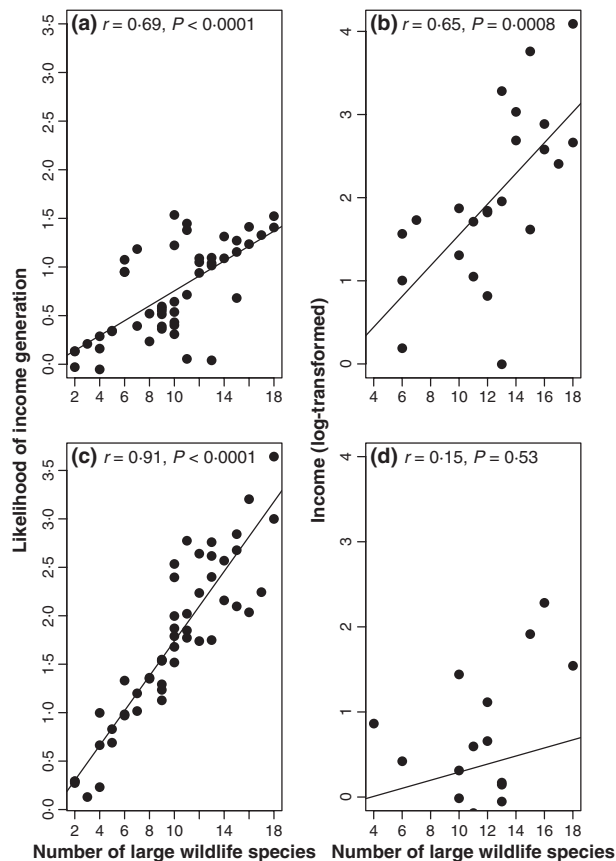 (a) r = 0·69, P < 0·0001
3·5
3·0
2·5
2·0
1·5
1·0
0·5
0·0
2 4 6 8 10 14 18
(b) r = 0·65, P = 0·0008
4
3
2
1
0
4 6 8 10 12 14 16 18
Likelihood of income generation
Income (log-transformed)
(c) r = 0·91, P < 0·0001
3·5
3·0
2·5
2·0
1·5
1·0
0·5
0·0
2 4 6 8 10 14 18
(d) r = 0·15, P = 0·53
4
3
2
1
0
4 6 8 10 12 14 16 18
Number of large wildlife species
Number of large wildlife species